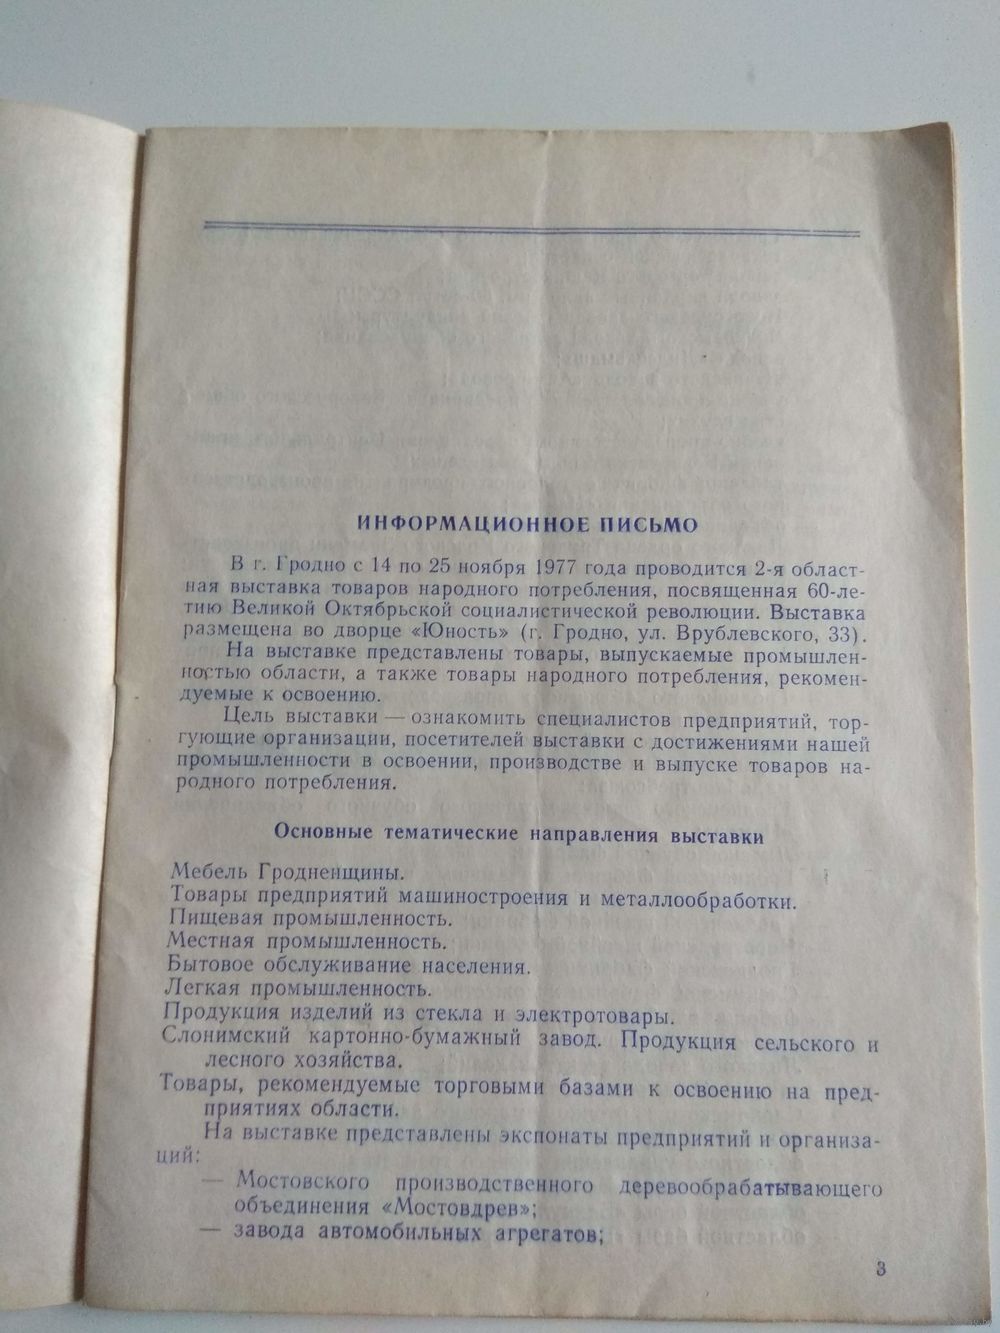 ИНФОРМАЦИОННОЕ ПИСЬМО
В г. Гродно с 14 по 25 ноября 1977 года проводится 2-я област-
ная выставка товаров народного потребления, посвященная 60-ле-
тию Великой Октябрьской социалистической революции. Выставка
размещена во дворце «Юность» (г. Гродно, ул. Врублевского, 33).
На выставке представлены товары, выпускаемые промышлен-
ностью области, а также товары народного потребления, рекомен-
дуемые к освоению.
Цель выставки — ознакомить специалистов предприятий, тор-
гующие организации, посетителей выставки с достижениями нашей
промышленности в освоении, производстве и выпуске товаров на-
родного потребления.
Основные тематические направления выставки
Мебель Гродненщины.
Товары предприятий машиностроения и металлообработки.
Пищевая промышленность.
Местная промышленность.
Бытовое обслуживание населения.
Легкая промышленность.
Продукция изделий из стекла и электротовары.
Слонимский картонно-бумажный завод. Продукция сельского и
лесного хозяйства.
Товары, рекомендуемые торговыми базами к освоению на пред-
приятиях области.
На выставке представлены экспонаты предприятий и организа-
ций:
— Мостовского производственного деревообрабатывающего
объединения «Мостовдрев»;
— завода автомобильных агрегатов;
3